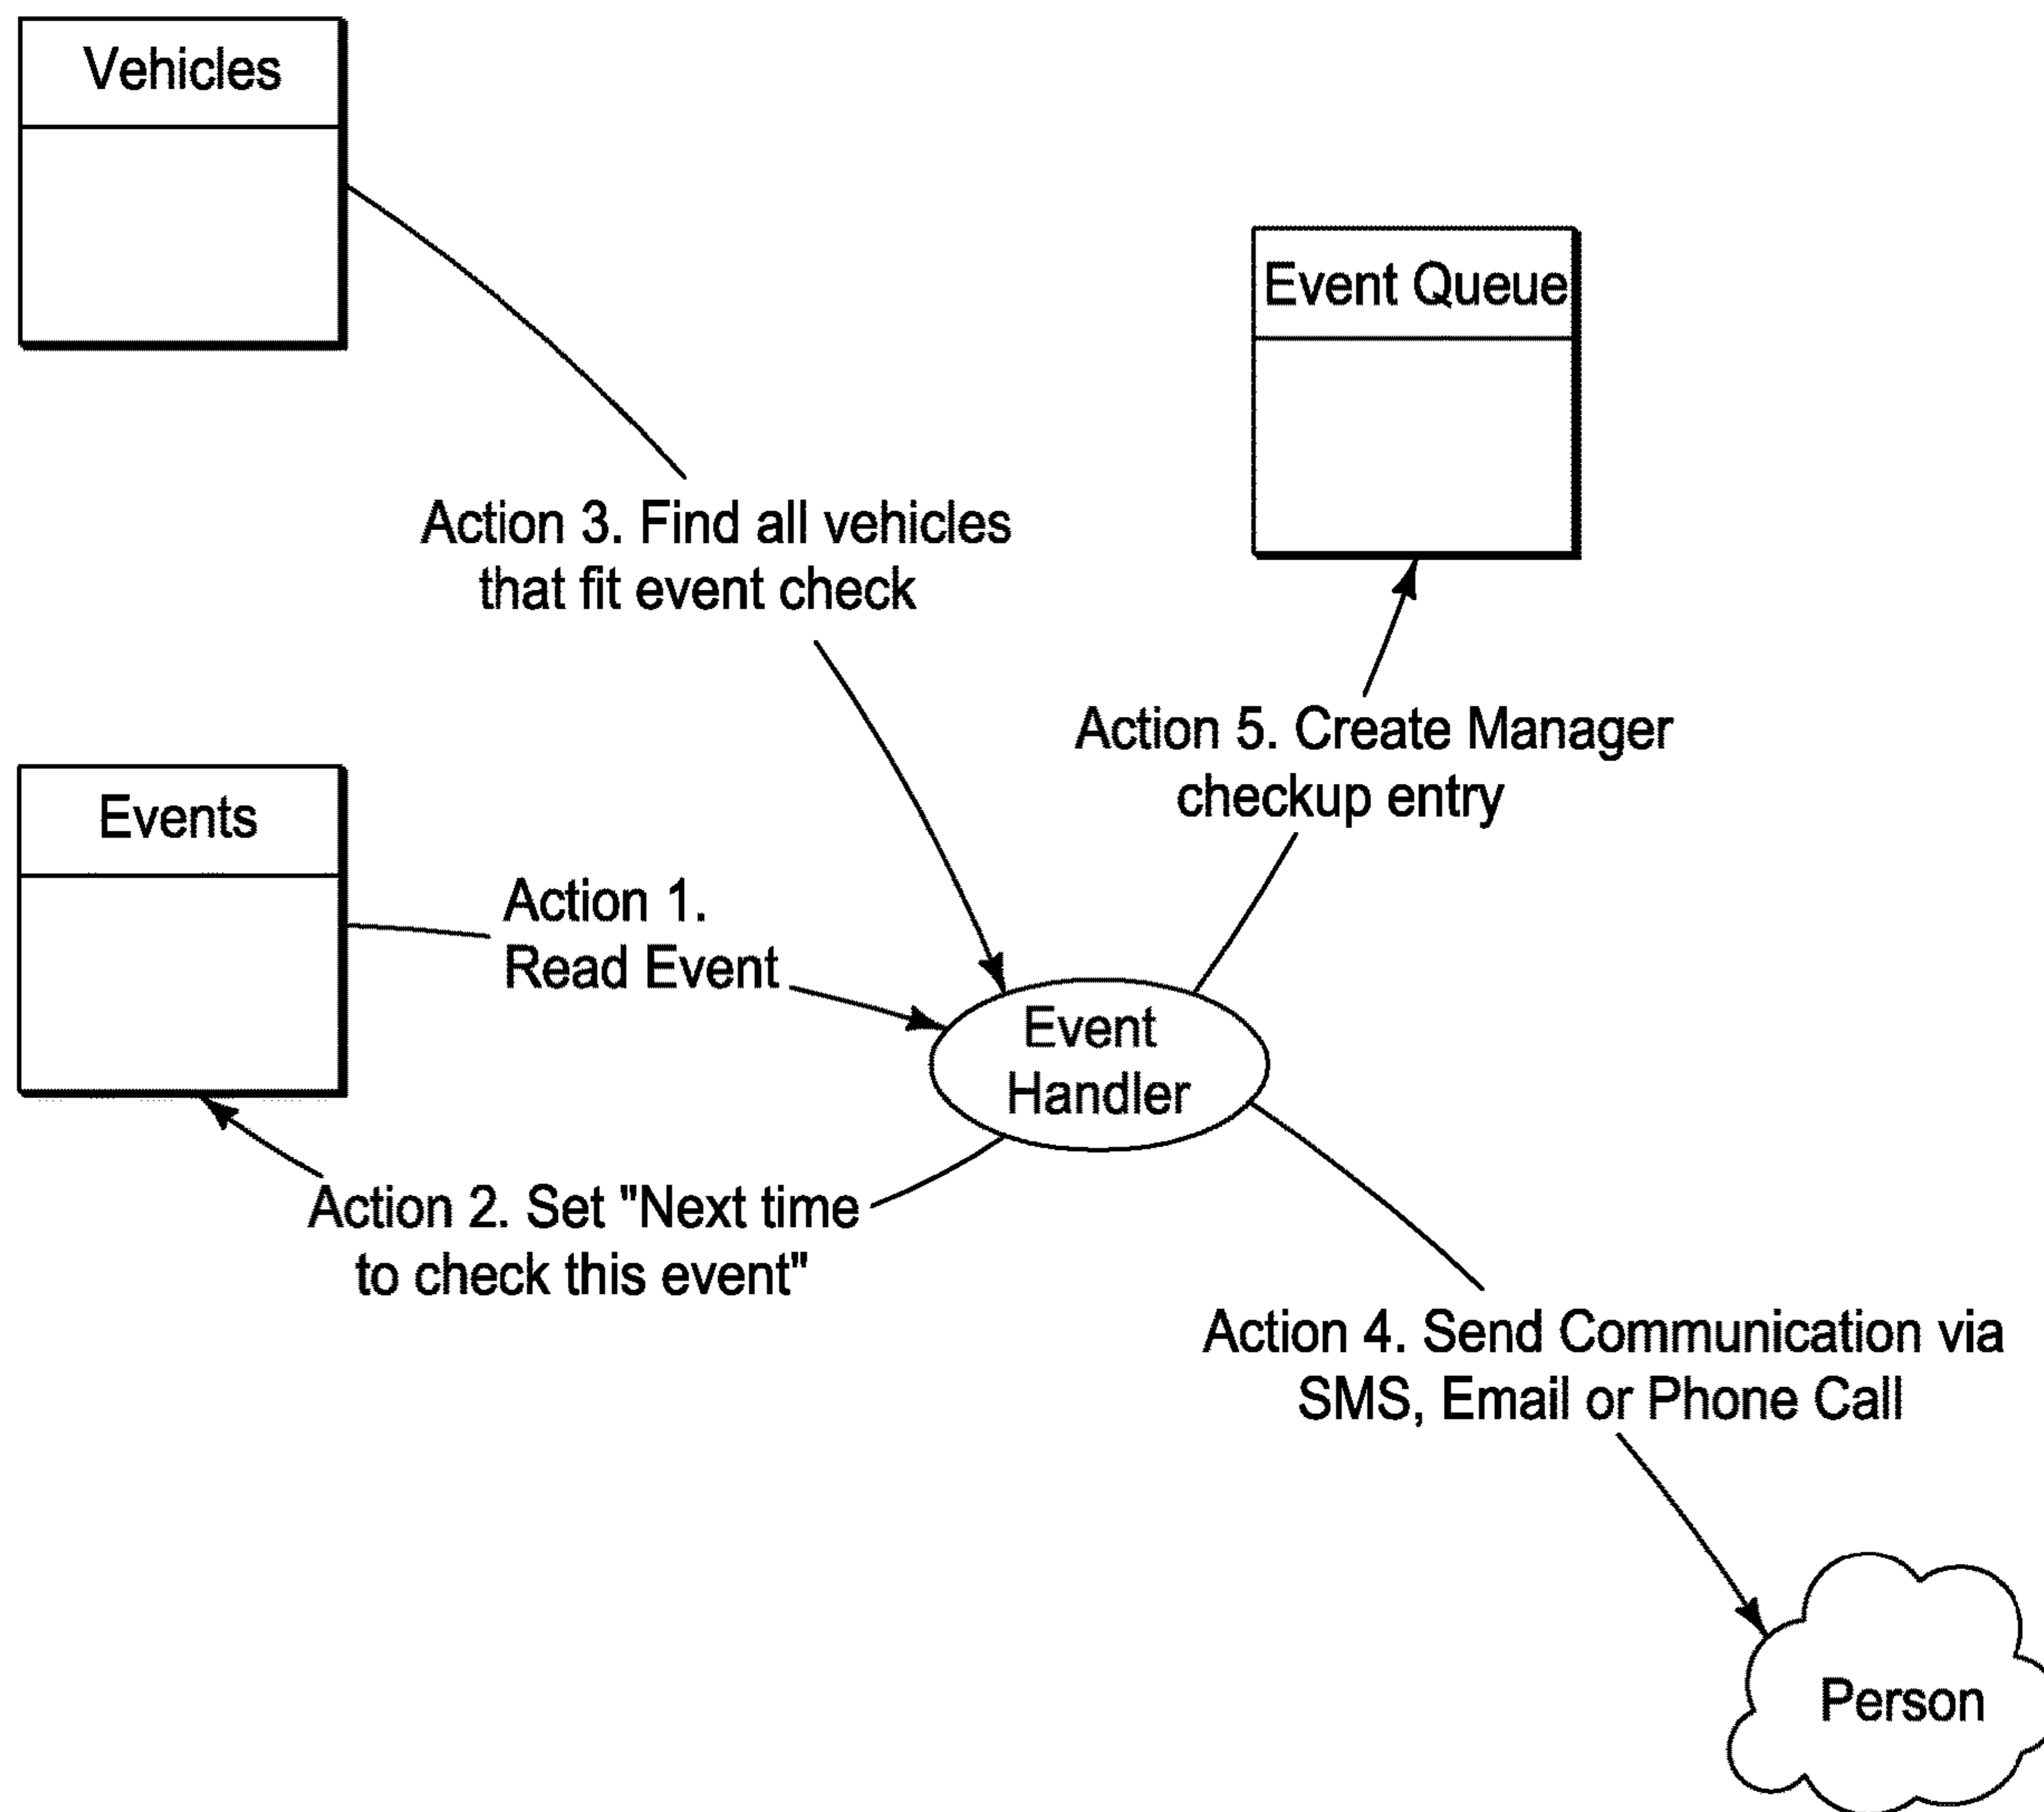 Vehicles
Event Queue
Action 3. Find all vehicles
that fit event check
Action 5. Create Manager
checkup entry
Events
Action 1.
Read Event
Event
Handler
Action 2. Set "Next time
to check this event"
Action 4. Send Communication via
SMS, Email or Phone Call
Person